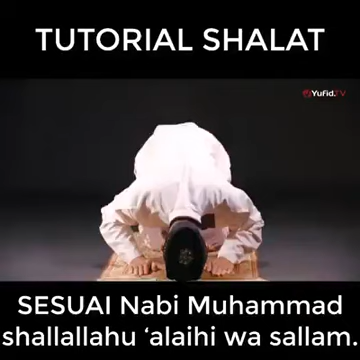 TUTORIAL SHALAT
Yufid.TV
SESUAI Nabi Muhammad
shallallahu ‘alaihi wa sallam.